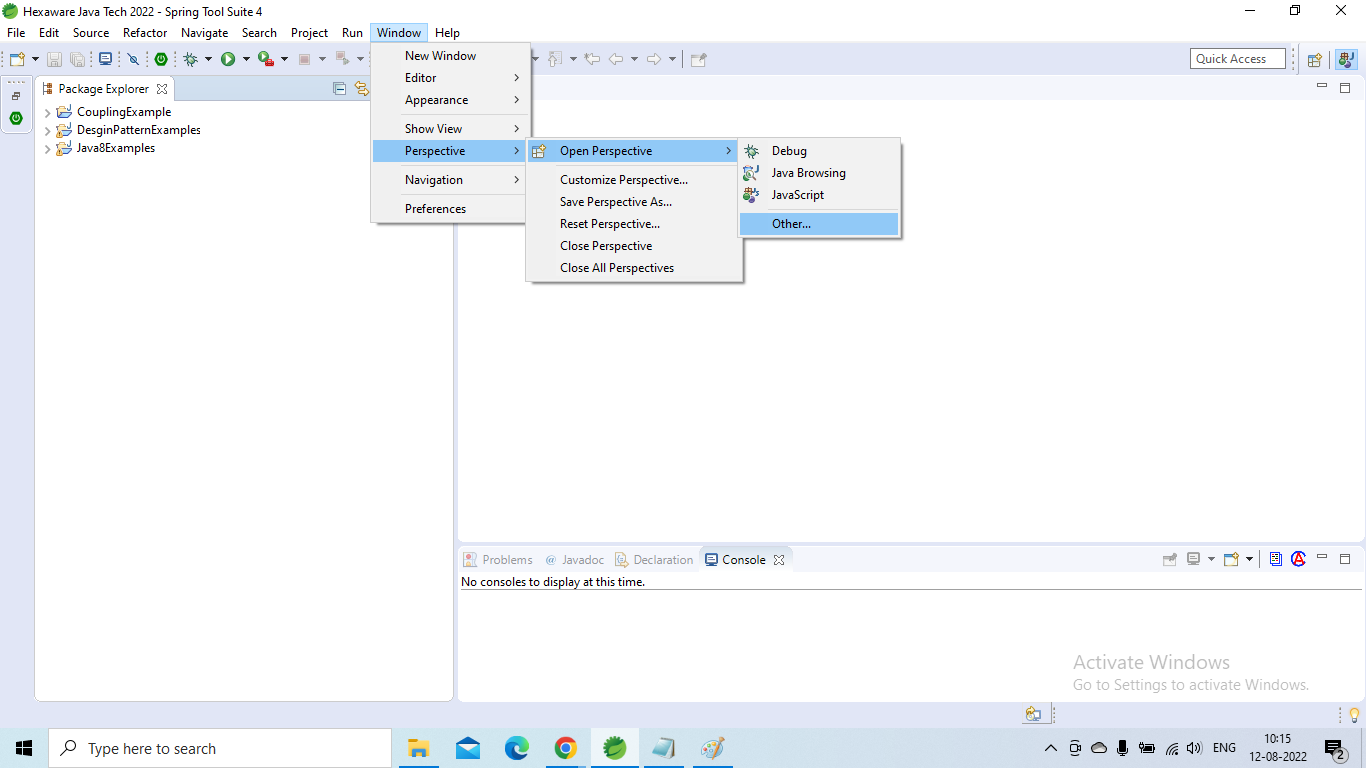 Hexaware Java Tech 2022 - Spring Tool Suite 4
File Edit Source Refactor Navigate Search Project Run Window Help
Quick Access
Package Explorer
CouplingExample
DesginPatternExamples
Java8Examples
New Window
Editor
Appearance
Show View
Perspective
Navigation
Preferences
Open Perspective
Customize Perspective...
Save Perspective As...
Reset Perspective...
Close Perspective
Close All Perspectives
Debug
Java Browsing
JavaScript
Other...
Problems @ Javadoc Declaration Console
No consoles to display at this time.
Activate Windows
Go to Settings to activate Windows.
Type here to search
ENG
10:15
12-08-2022
2